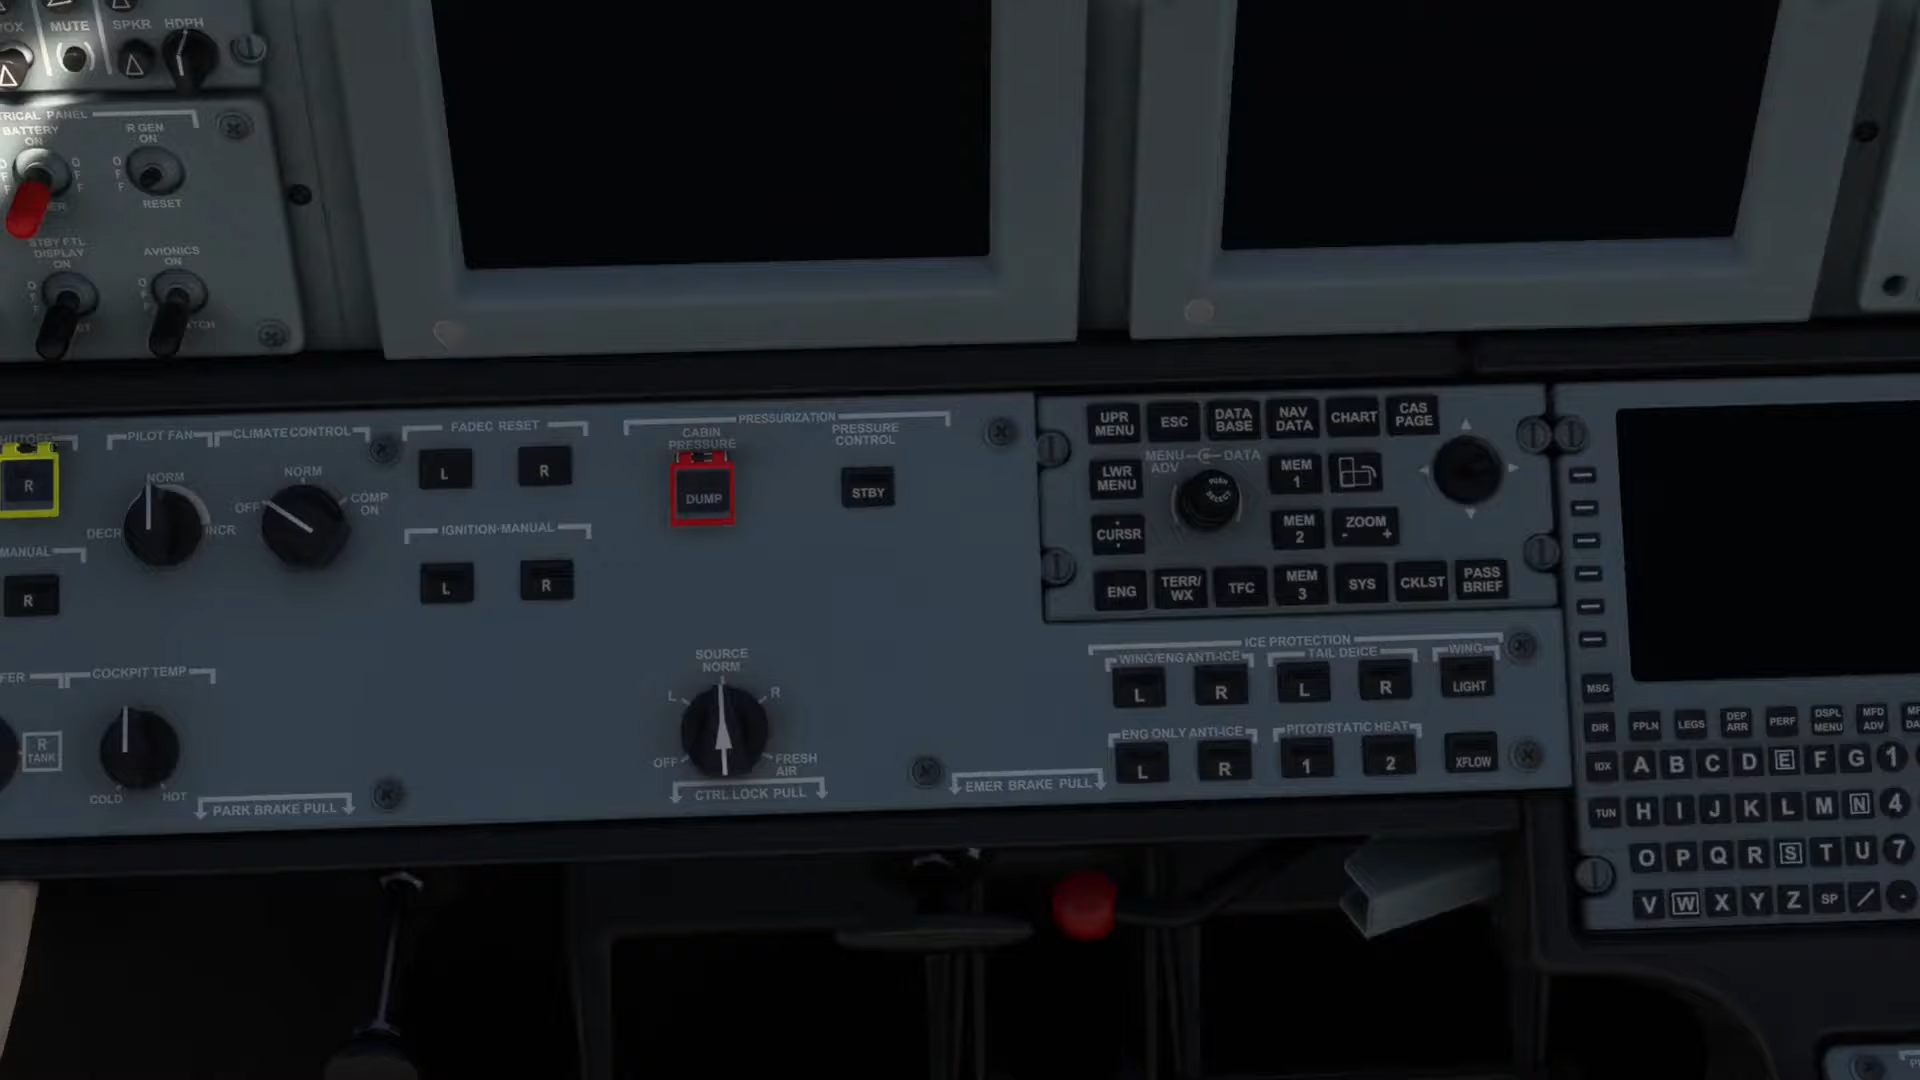 VOX MUTE SPKR HDPH
TRICAL PANEL
BATTERY
ON
OFF
OFF
R GEN
ON
OFF
RESET
STBY FTL
DISPLAY
ON
OFF
AVIONICS
ON
OFF
R
MANUAL
R
PILOT FAN
NORM
DECR
INCR
CLIMATE CONTROL
NORM
OFF
COMP
ON
FADEC RESET
L
R
IGNITION-MANUAL
L
R
FER
R
TANK
COCKPIT TEMP
COLD
HOT
PARK BRAKE PULL
PRESSURIZATION
CABIN
PRESSURE
DUMP
PRESSURE
CONTROL
STBY
SOURCE
NORM
L
R
OFF
FRESH
AIR
CTRL LOCK PULL
EMER BRAKE PULL
UPR
MENU
ESC
DATA
BASE
NAV
DATA
CHART
CAS
PAGE
LWR
MENU
MENU
ADV
DATA
PUSH
SELECT
MEM
1
CURSR
MEM
2
ZOOM
- +
ENG
TERR/
WX
TFC
MEM
3
SYS
CKLST
PASS
BRIEF
ICE PROTECTION
WING/ENG ANTI-ICE
L
R
TAIL DEICE
L
R
WING
LIGHT
ENG ONLY ANTI-ICE
L
R
PITOT/STATIC HEAT
1
2
XFLOW
MSG
DIR
FPLN
LEGS
DEP
ARR
PERF
DSPL
MENU
MFD
ADV
IDX
A B C D E F G 1
TUN
H I J K L M N 4
O P Q R S T U 7
V W X Y Z SP /